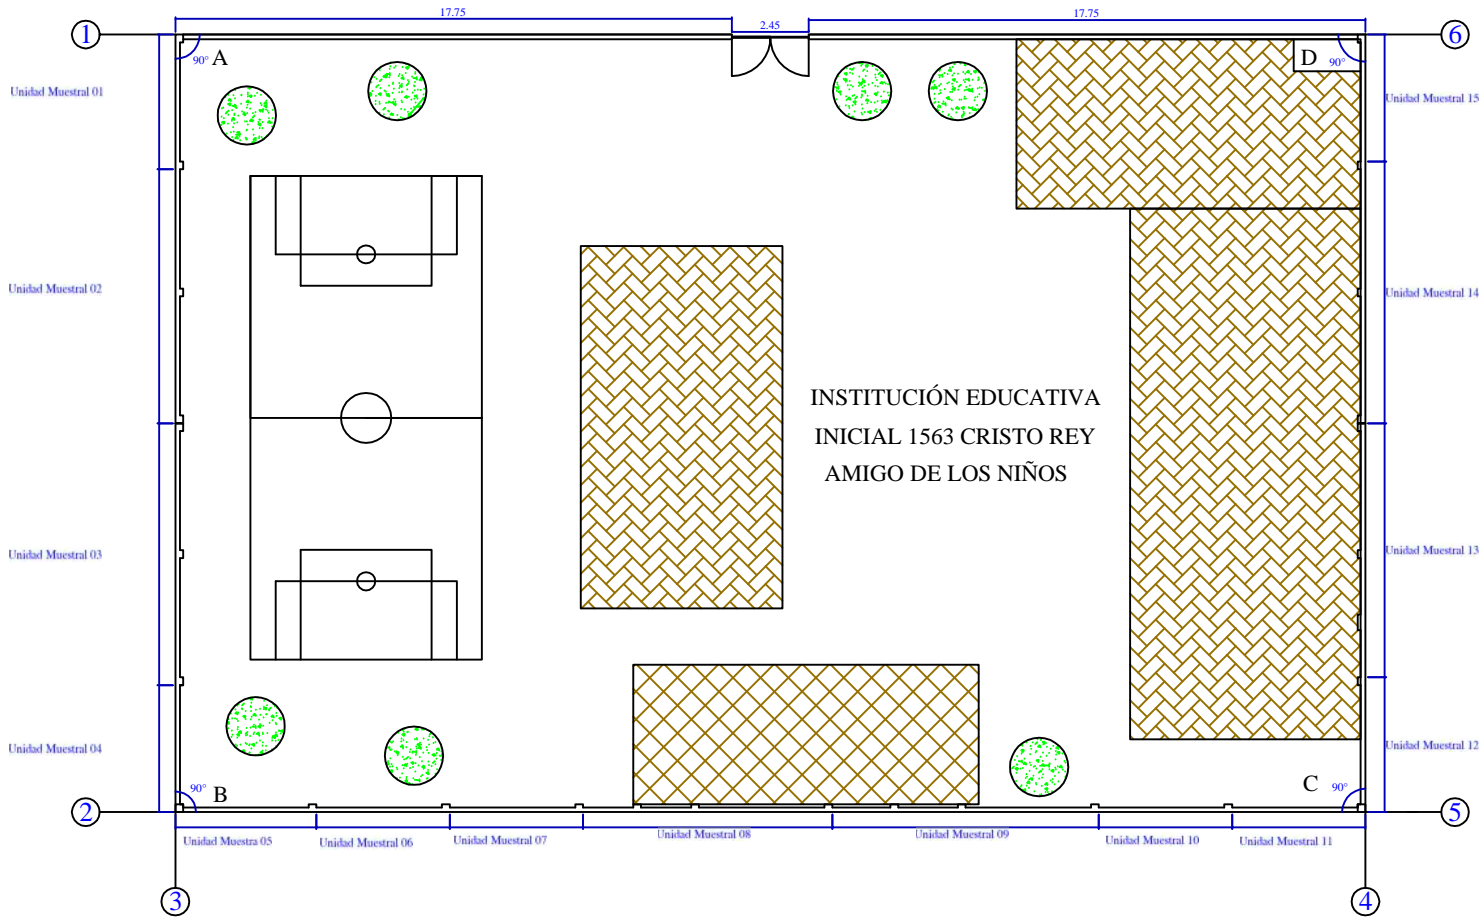 17.75
2.45
17.75
1
6
90°
A
D
90°
Unidad Muestral 01
Unidad Muestral 15
Unidad Muestral 02
Unidad Muestral 14
INSTITUCIÓN EDUCATIVA
INICIAL 1563 CRISTO REY
AMIGO DE LOS NIÑOS
Unidad Muestral 03
Unidad Muestral 13
Unidad Muestral 04
Unidad Muestral 12
90°
B
C
90°
2
5
Unidad Muestra 05
Unidad Muestral 06
Unidad Muestral 07
Unidad Muestral 08
Unidad Muestral 09
Unidad Muestral 10
Unidad Muestral 11
3
4